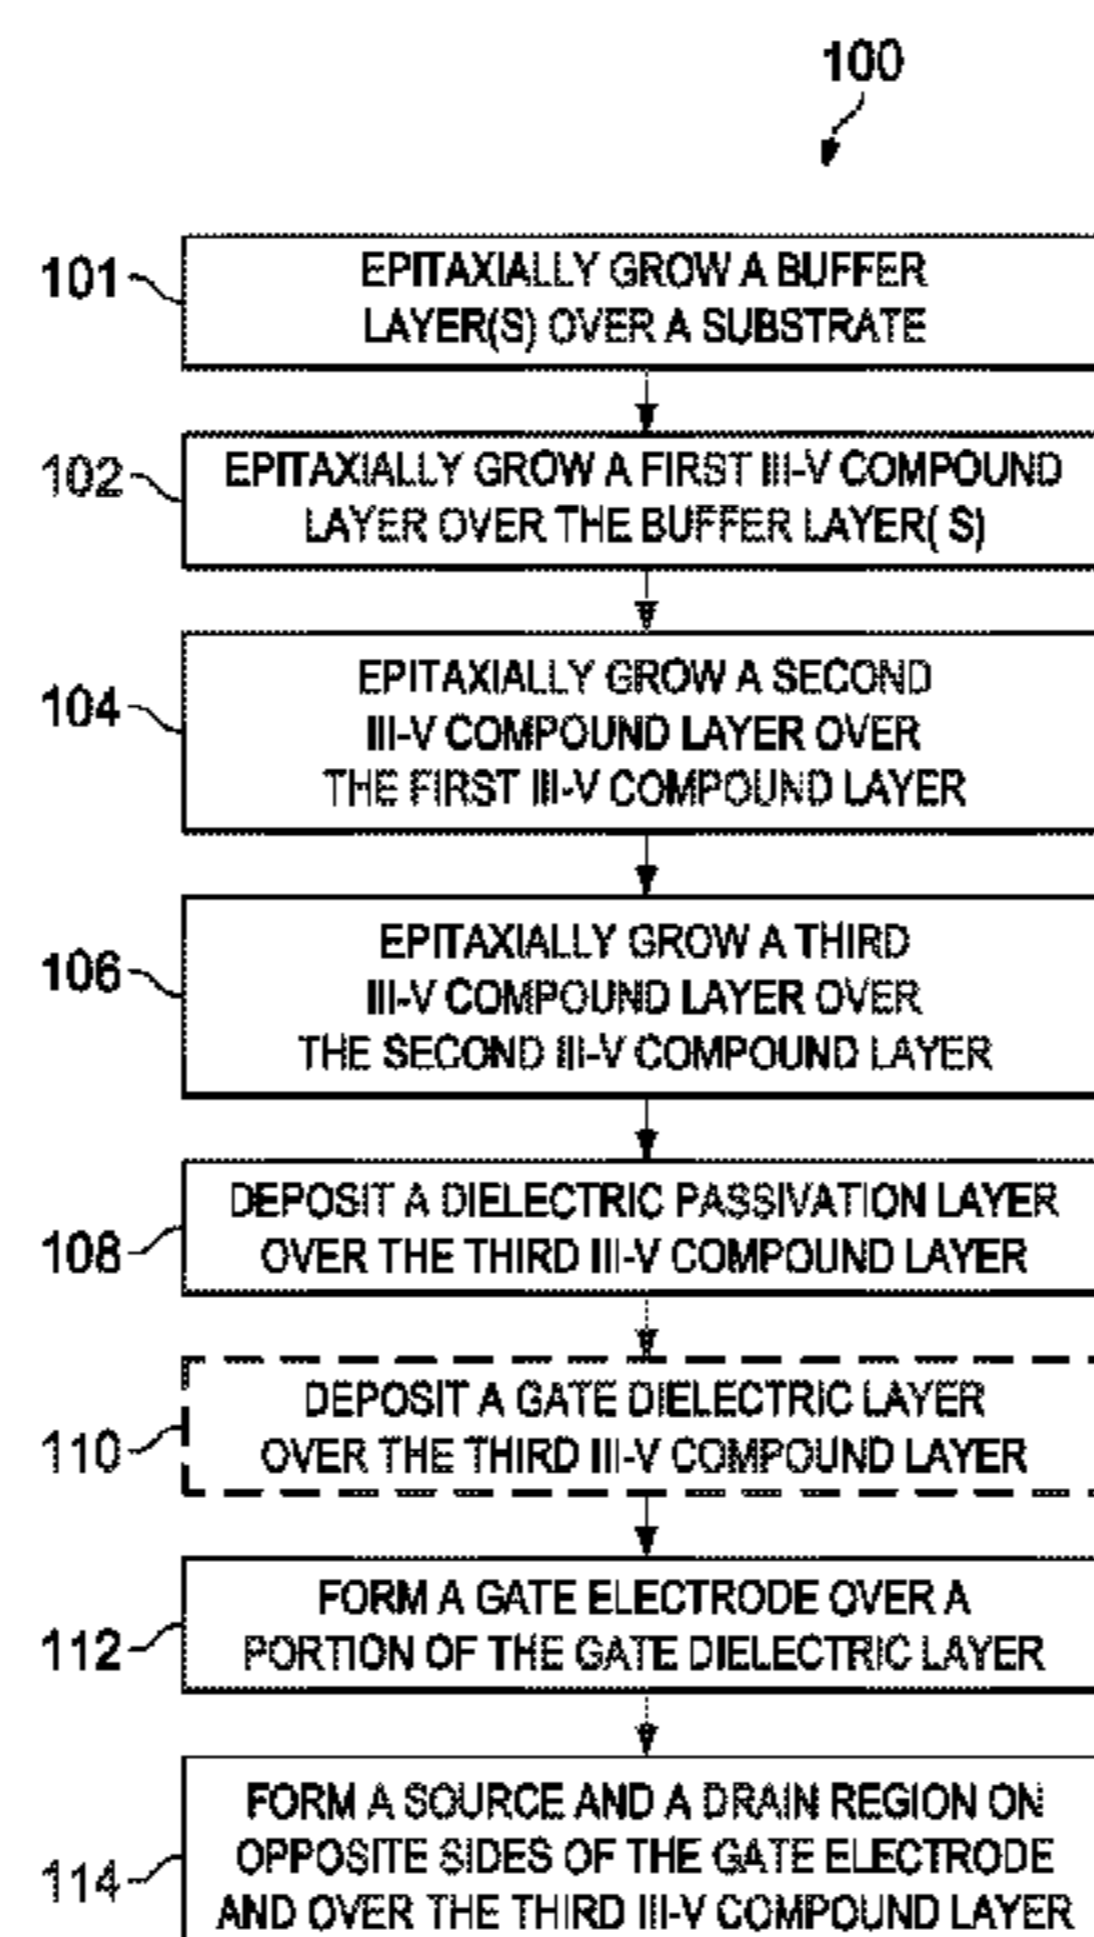 100
101
EPITAXIALLY GROW A BUFFER
LAYER(S) OVER A SUBSTRATE
102
EPITAXIALLY GROW A FIRST III-V COMPOUND
LAYER OVER THE BUFFER LAYER( S)
104
EPITAXIALLY GROW A SECOND
III-V COMPOUND LAYER OVER
THE FIRST III-V COMPOUND LAYER
106
EPITAXIALLY GROW A THIRD
III-V COMPOUND LAYER OVER
THE SECOND III-V COMPOUND LAYER
108
DEPOSIT A DIELECTRIC PASSIVATION LAYER
OVER THE THIRD III-V COMPOUND LAYER
110
DEPOSIT A GATE DIELECTRIC LAYER
OVER THE THIRD III-V COMPOUND LAYER
112
FORM A GATE ELECTRODE OVER A
PORTION OF THE GATE DIELECTRIC LAYER
114
FORM A SOURCE AND A DRAIN REGION ON
OPPOSITE SIDES OF THE GATE ELECTRODE
AND OVER THE THIRD III-V COMPOUND LAYER